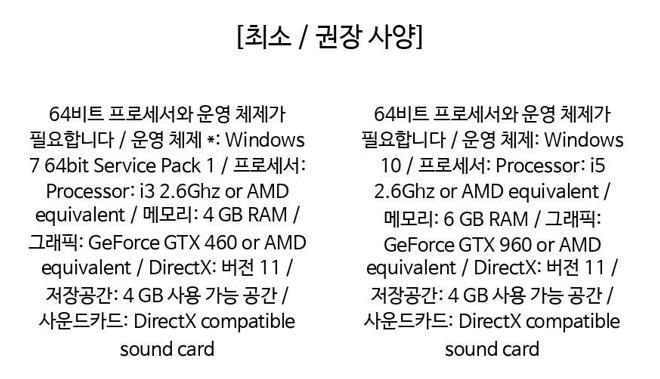 [최소 / 권장 사양]
64비트 프로세서와 운영 체제가
필요합니다 / 운영 체제 *: Windows
7 64bit Service Pack 1 / 프로세서:
Processor: i3 2.6Ghz or AMD
equivalent / 메모리: 4 GB RAM /
그래픽: GeForce GTX 460 or AMD
equivalent / DirectX: 버전 11 /
저장공간: 4 GB 사용 가능 공간 /
사운드카드: DirectX compatible
sound card
64비트 프로세서와 운영 체제가
필요합니다 / 운영 체제: Windows
10 / 프로세서: Processor: i5
2.6Ghz or AMD equivalent /
메모리: 6 GB RAM / 그래픽:
GeForce GTX 960 or AMD
equivalent / DirectX: 버전 11 /
저장공간: 4 GB 사용 가능 공간 /
사운드카드: DirectX compatible
sound card